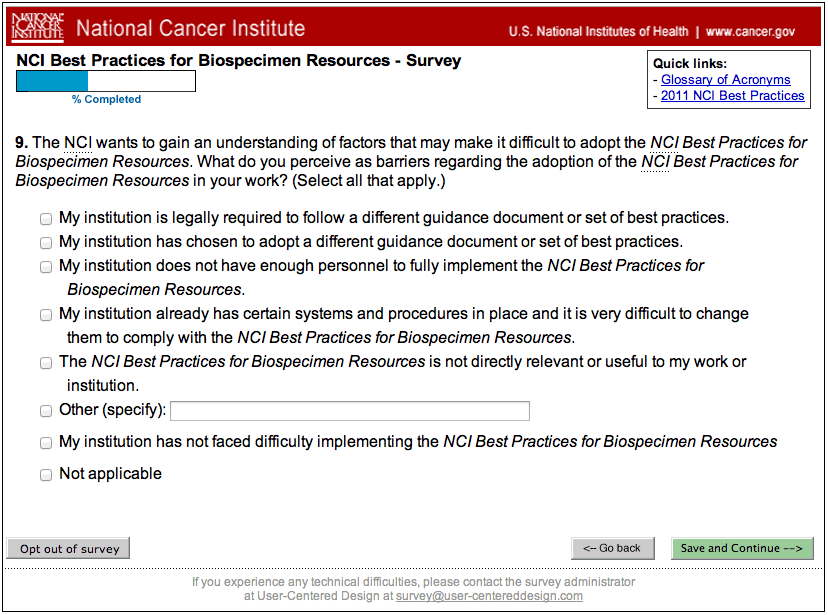 NATIONAL
CANCER
INSTITUTE
National Cancer Institute
U.S. National Institutes of Health | www.cancer.gov
NCI Best Practices for Biospecimen Resources - Survey
% Completed
Quick links:
- Glossary of Acronyms
- 2011 NCI Best Practices
9. The NCI wants to gain an understanding of factors that may make it difficult to adopt the NCI Best Practices for
Biospecimen Resources. What do you perceive as barriers regarding the adoption of the NCI Best Practices for
Biospecimen Resources in your work? (Select all that apply.)
My institution is legally required to follow a different guidance document or set of best practices.
My institution has chosen to adopt a different guidance document or set of best practices.
My institution does not have enough personnel to fully implement the NCI Best Practices for
Biospecimen Resources.
My institution already has certain systems and procedures in place and it is very difficult to change
them to comply with the NCI Best Practices for Biospecimen Resources.
The NCI Best Practices for Biospecimen Resources is not directly relevant or useful to my work or
institution.
Other (specify):
My institution has not faced difficulty implementing the NCI Best Practices for Biospecimen Resources
Not applicable
Opt out of survey
<-- Go back
Save and Continue -->
If you experience any technical difficulties, please contact the survey administrator
at User-Centered Design at survey@user-centereddesign.com